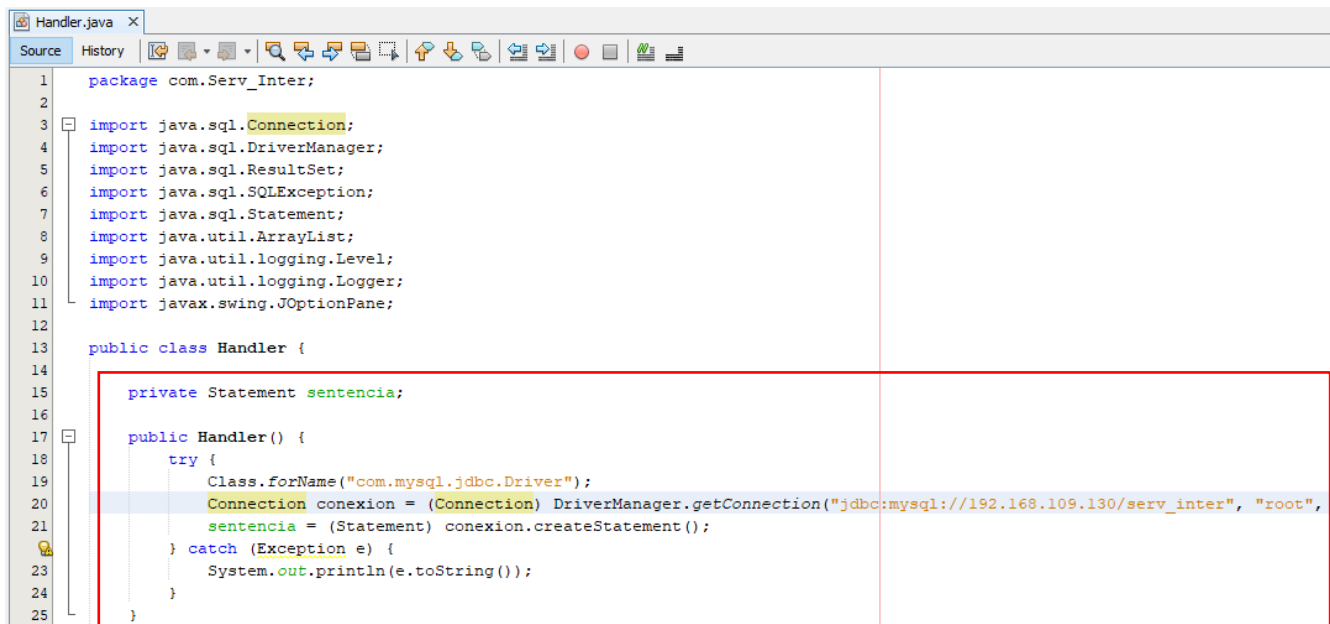 Handler.java
Source History
1 package com.Serv_Inter;
2
3 import java.sql.Connection;
4 import java.sql.DriverManager;
5 import java.sql.ResultSet;
6 import java.sql.SQLException;
7 import java.sql.Statement;
8 import java.util.ArrayList;
9 import java.util.logging.Level;
10 import java.util.logging.Logger;
11 import javax.swing.JOptionPane;
12
13 public class Handler {
14
15 private Statement sentencia;
16
17 public Handler() {
18 try {
19 Class.forName("com.mysql.jdbc.Driver");
20 Connection conexion = (Connection) DriverManager.getConnection("jdbc:mysql://192.168.109.130/serv_inter", "root",
21 sentencia = (Statement) conexion.createStatement();
} catch (Exception e) {
23 System.out.println(e.toString());
24 }
25 }